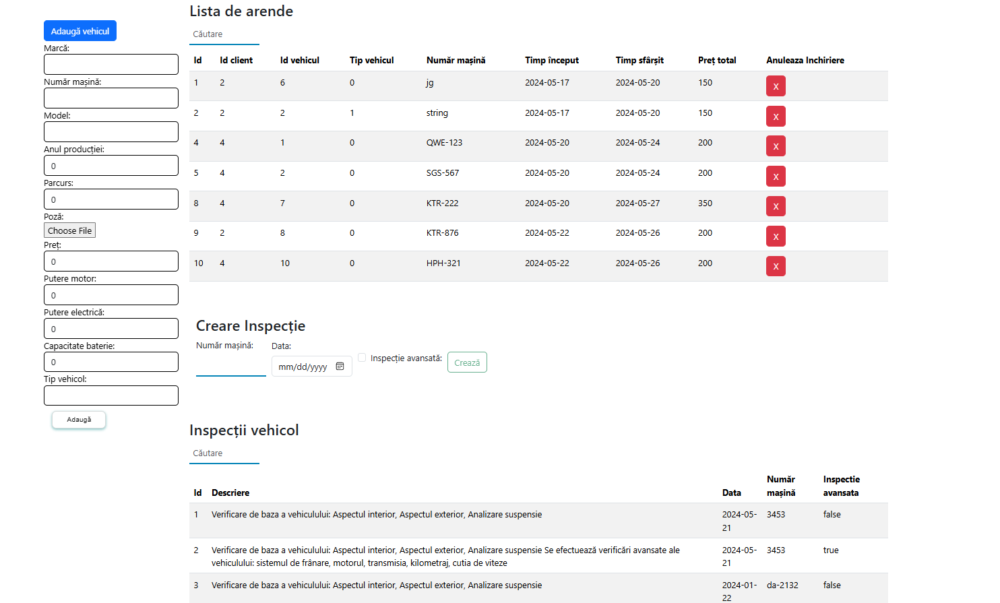 Adaugă vehicul
Marcă:
Număr mașină:
Model:
Anul producției:
0
Parcurs:
0
Poză:
Choose File
Preț:
0
Putere motor:
0
Putere electrică:
0
Capacitate baterie:
0
Tip vehicol:
Adaugă
Lista de arende
Căutare
Id Id client Id vehicul Tip vehicul Număr mașină Timp început Timp sfârșit Preț total Anuleaza Inchiriere
1 2 6 0 jg 2024-05-17 2024-05-20 150 X
2 2 2 1 string 2024-05-17 2024-05-20 150 X
4 4 1 0 QWE-123 2024-05-20 2024-05-24 200 X
5 4 2 0 SGS-567 2024-05-20 2024-05-24 200 X
8 4 7 0 KTR-222 2024-05-20 2024-05-27 350 X
9 2 8 0 KTR-876 2024-05-22 2024-05-26 200 X
10 4 10 0 HPH-321 2024-05-22 2024-05-26 200 X
Creare Inspecție
Număr mașină: Data:
mm/dd/yyyy Inspecție avansată: Crează
Inspecții vehicol
Căutare
Id Descriere Data Număr mașină Inspectie avansata
1 Verificare de baza a vehiculului: Aspectul interior, Aspectul exterior, Analizare suspensie 2024-05-21 3453 false
2 Verificare de baza a vehiculului: Aspectul interior, Aspectul exterior, Analizare suspensie Se efectuează verificări avansate ale
vehiculului: sistemul de frânare, motorul, transmisia, kilometraj, cutia de viteze 2024-05-21 3453 true
3 Verificare de baza a vehiculului: Aspectul interior, Aspectul exterior, Analizare suspensie 2024-01-22 da-2132 false